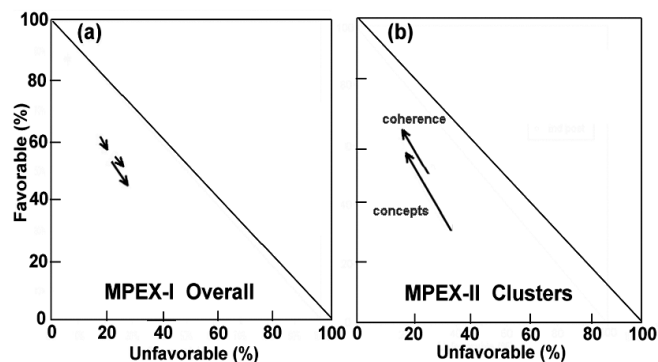 100
(a)
80
60
40
20
0
Favorable (%)
MPEX-I Overall
0 20 40 60 80 100
Unfavorable (%)
(b)
coherence
concepts
MPEX-II Clusters
0 20 40 60 80 100
Unfavorable (%)